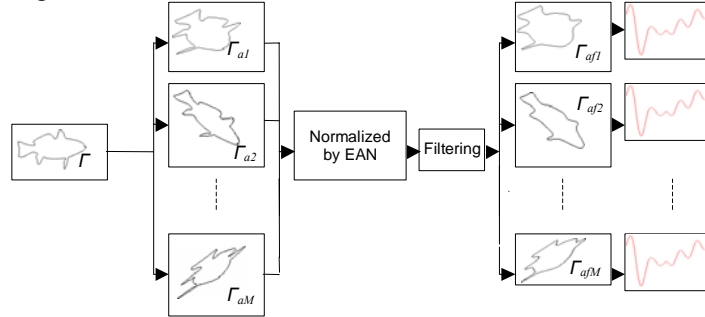 Γ
Γa1
Γa2
ΓaM
Normalized
by EAN
Filtering
Γaf1
Γaf2
ΓafM